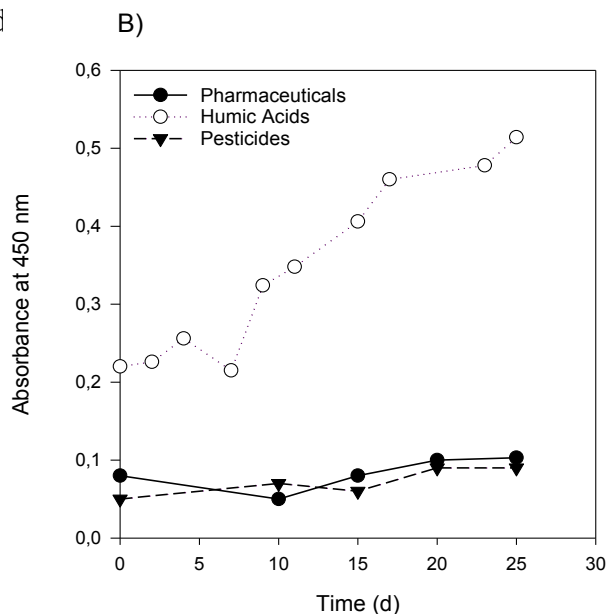 B)
0,6
0,5
0,4
0,3
0,2
0,1
0,0
Absorbance at 450 nm
Pharmaceuticals
Humic Acids
Pesticides
0 5 10 15 20 25 30
Time (d)